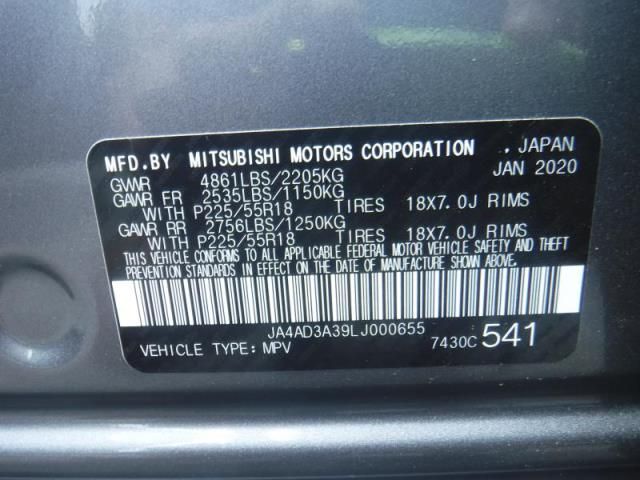 MFD.BY MITSUBISHI MOTORS CORPORATION . JAPAN
GVWR 4861LBS/2205KG JAN 2020
GAWR FR 2535LBS/1150KG
WITH P225/55R18 TIRES 18X7.0J RIMS
GAWR RR 2756LBS/1250KG
WITH P225/55R18 TIRES 18X7.0J RIMS
THIS VEHICLE CONFORMS TO ALL APPLICABLE FEDERAL MOTOR VEHICLE SAFETY AND THEFT
PREVENTION STANDARDS IN EFFECT ON THE DATE OF MANUFACTURE SHOWN ABOVE.
JA4AD3A39LJ000655
VEHICLE TYPE: MPV 7430C 541